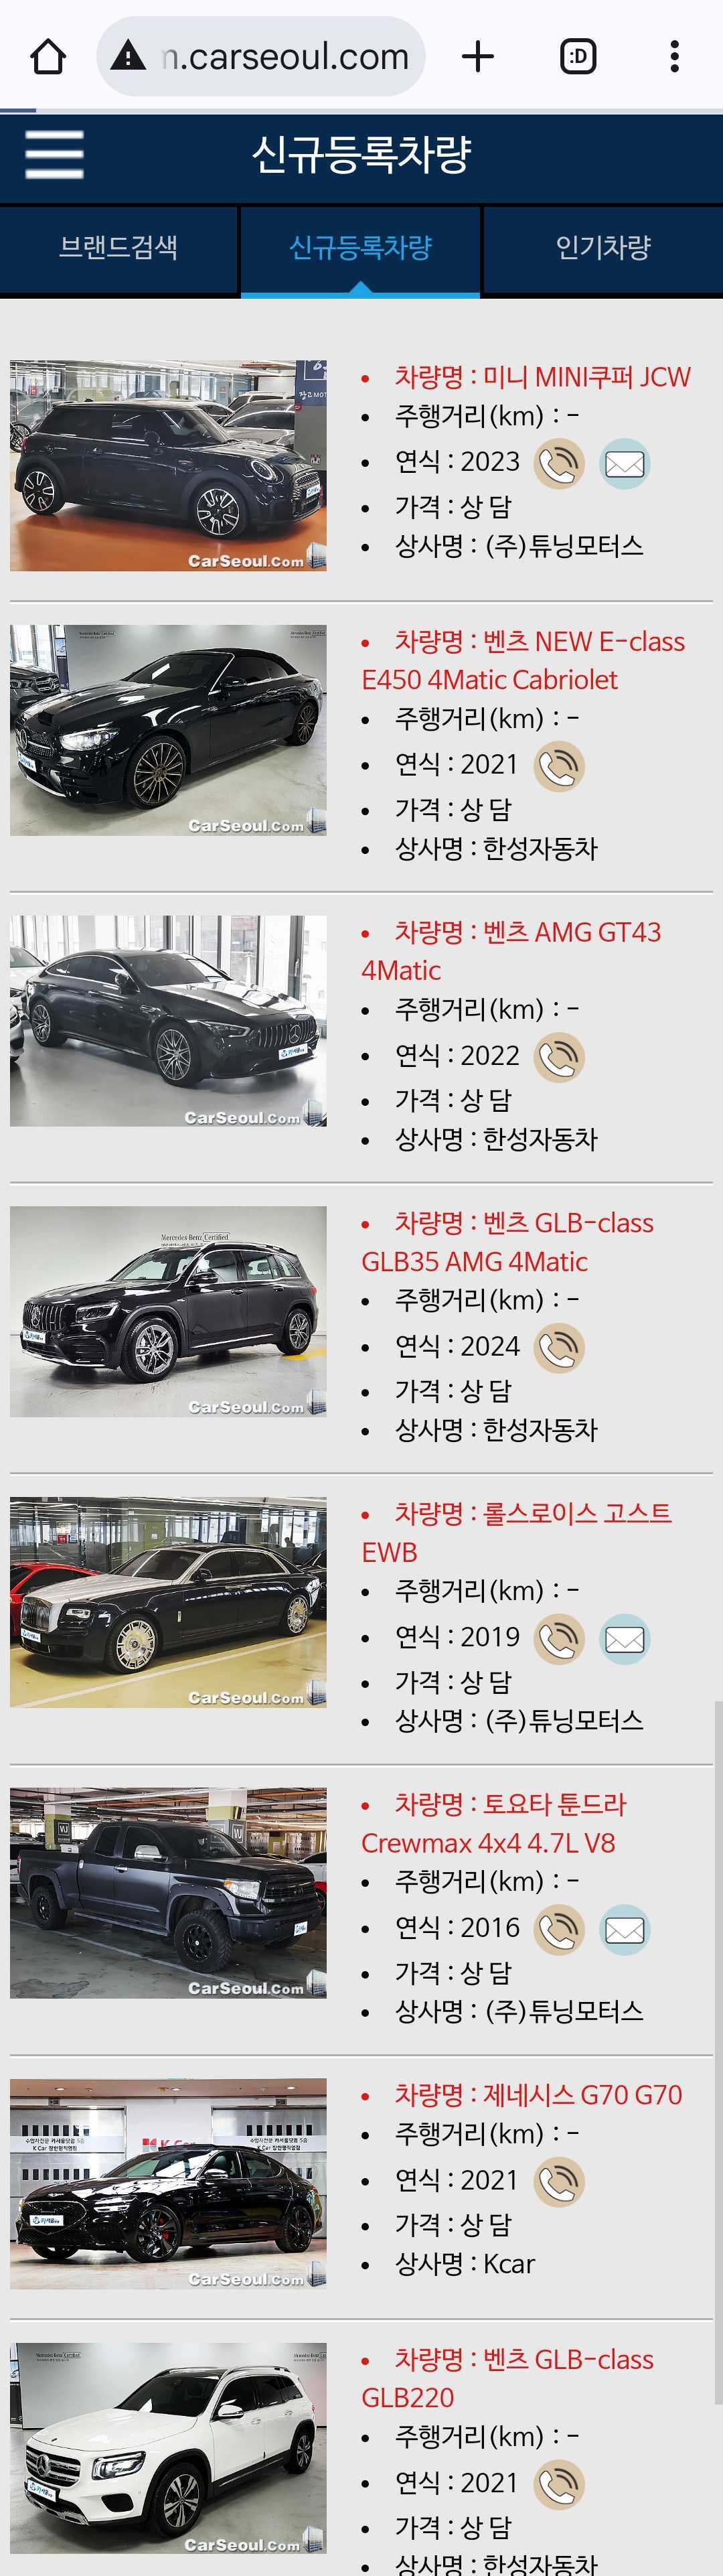 n.carseoul.com
:D
신규등록차량
브랜드검색
신규등록차량
인기차량
차량명 : 미니 MINI쿠퍼 JCW
주행거리(km) : -
연식 : 2023
가격 : 상 담
상사명 : (주)튜닝모터스
CarSeoul.Com
차량명 : 벤츠 NEW E-class
E450 4Matic Cabriolet
주행거리(km) : -
연식 : 2021
가격 : 상 담
상사명 : 한성자동차
CarSeoul.Com
차량명 : 벤츠 AMG GT43
4Matic
주행거리(km) : -
연식 : 2022
가격 : 상 담
상사명 : 한성자동차
CarSeoul.Com
Mercedes-Benz Certified
차량명 : 벤츠 GLB-class
GLB35 AMG 4Matic
주행거리(km) : -
연식 : 2024
가격 : 상 담
상사명 : 한성자동차
CarSeoul.Com
차량명 : 롤스로이스 고스트
EWB
주행거리(km) : -
연식 : 2019
가격 : 상 담
상사명 : (주)튜닝모터스
CarSeoul.Com
차량명 : 토요타 툰드라
Crewmax 4x4 4.7L V8
주행거리(km) : -
연식 : 2016
가격 : 상 담
상사명 : (주)튜닝모터스
CarSeoul.Com
차량명 : 제네시스 G70 G70
주행거리(km) : -
연식 : 2021
가격 : 상 담
상사명 : Kcar
CarSeoul.Com
차량명 : 벤츠 GLB-class
GLB220
주행거리(km) : -
연식 : 2021
가격 : 상 담
상사명 : 한성자동차
CarSeoul.Com